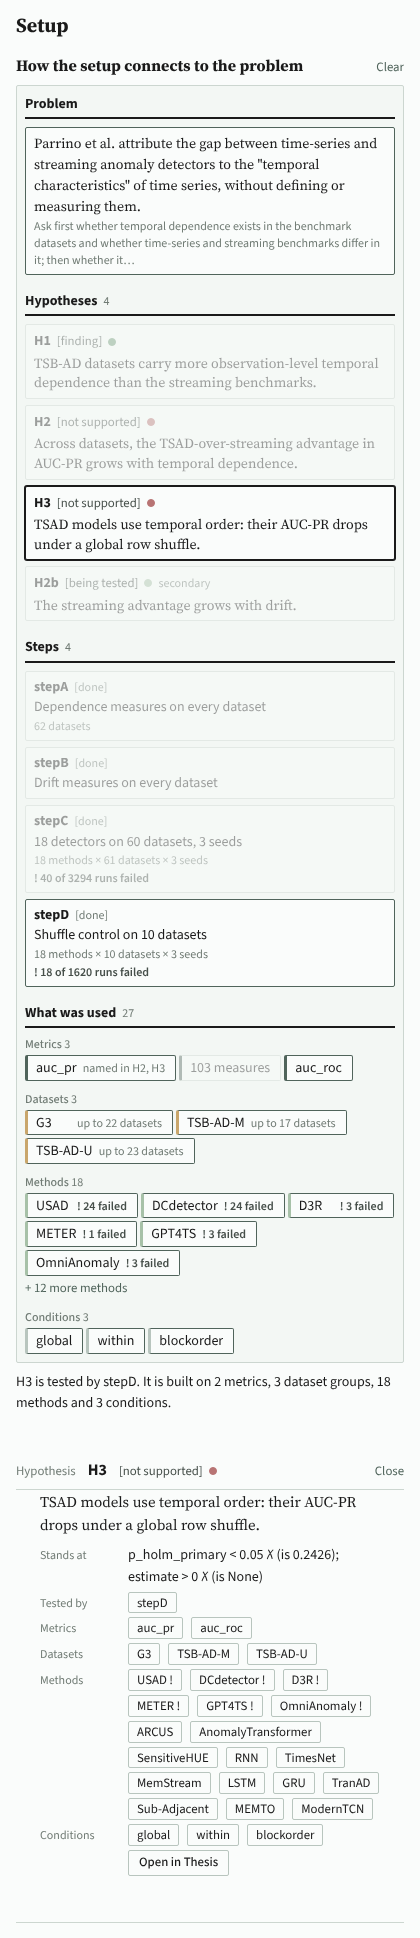 Setup
How the setup connects to the problem Clear
Problem
Parrino et al. attribute the gap between time-series and
streaming anomaly detectors to the "temporal
characteristics" of time series, without defining or
measuring them.
Ask first whether temporal dependence exists in the benchmark
datasets and whether time-series and streaming benchmarks differ in
it; then whether it…
Hypotheses 4
H1 [finding]
TSB-AD datasets carry more observation-level temporal
dependence than the streaming benchmarks.
H2 [not supported]
Across datasets, the TSAD-over-streaming advantage in
AUC-PR grows with temporal dependence.
H3 [not supported]
TSAD models use temporal order: their AUC-PR drops
under a global row shuffle.
H2b [being tested] secondary
The streaming advantage grows with drift.
Steps 4
stepA [done]
Dependence measures on every dataset
62 datasets
stepB [done]
Drift measures on every dataset
stepC [done]
18 detectors on 60 datasets, 3 seeds
18 methods × 61 datasets × 3 seeds
! 40 of 3294 runs failed
stepD [done]
Shuffle control on 10 datasets
18 methods × 10 datasets × 3 seeds
! 18 of 1620 runs failed
What was used 27
Metrics 3
auc_pr named in H2, H3 103 measures auc_roc
Datasets 3
G3 up to 22 datasets TSB-AD-M up to 17 datasets
TSB-AD-U up to 23 datasets
Methods 18
USAD ! 24 failed DCdetector ! 24 failed D3R ! 3 failed
METER ! 1 failed GPT4TS ! 3 failed
OmniAnomaly ! 3 failed
+ 12 more methods
Conditions 3
global within blockorder
H3 is tested by stepD. It is built on 2 metrics, 3 dataset groups, 18
methods and 3 conditions.
Hypothesis H3 [not supported] Close
TSAD models use temporal order: their AUC-PR
drops under a global row shuffle.
Stands at p_holm_primary < 0.05 ✗ (is 0.2426);
estimate > 0 ✗ (is None)
Tested by stepD
Metrics auc_pr auc_roc
Datasets G3 TSB-AD-M TSB-AD-U
Methods USAD ! DCdetector ! D3R !
METER ! GPT4TS ! OmniAnomaly !
ARCUS AnomalyTransformer
SensitiveHUE RNN TimesNet
MemStream LSTM GRU TranAD
Sub-Adjacent MEMTO ModernTCN
Conditions global within blockorder
Open in Thesis